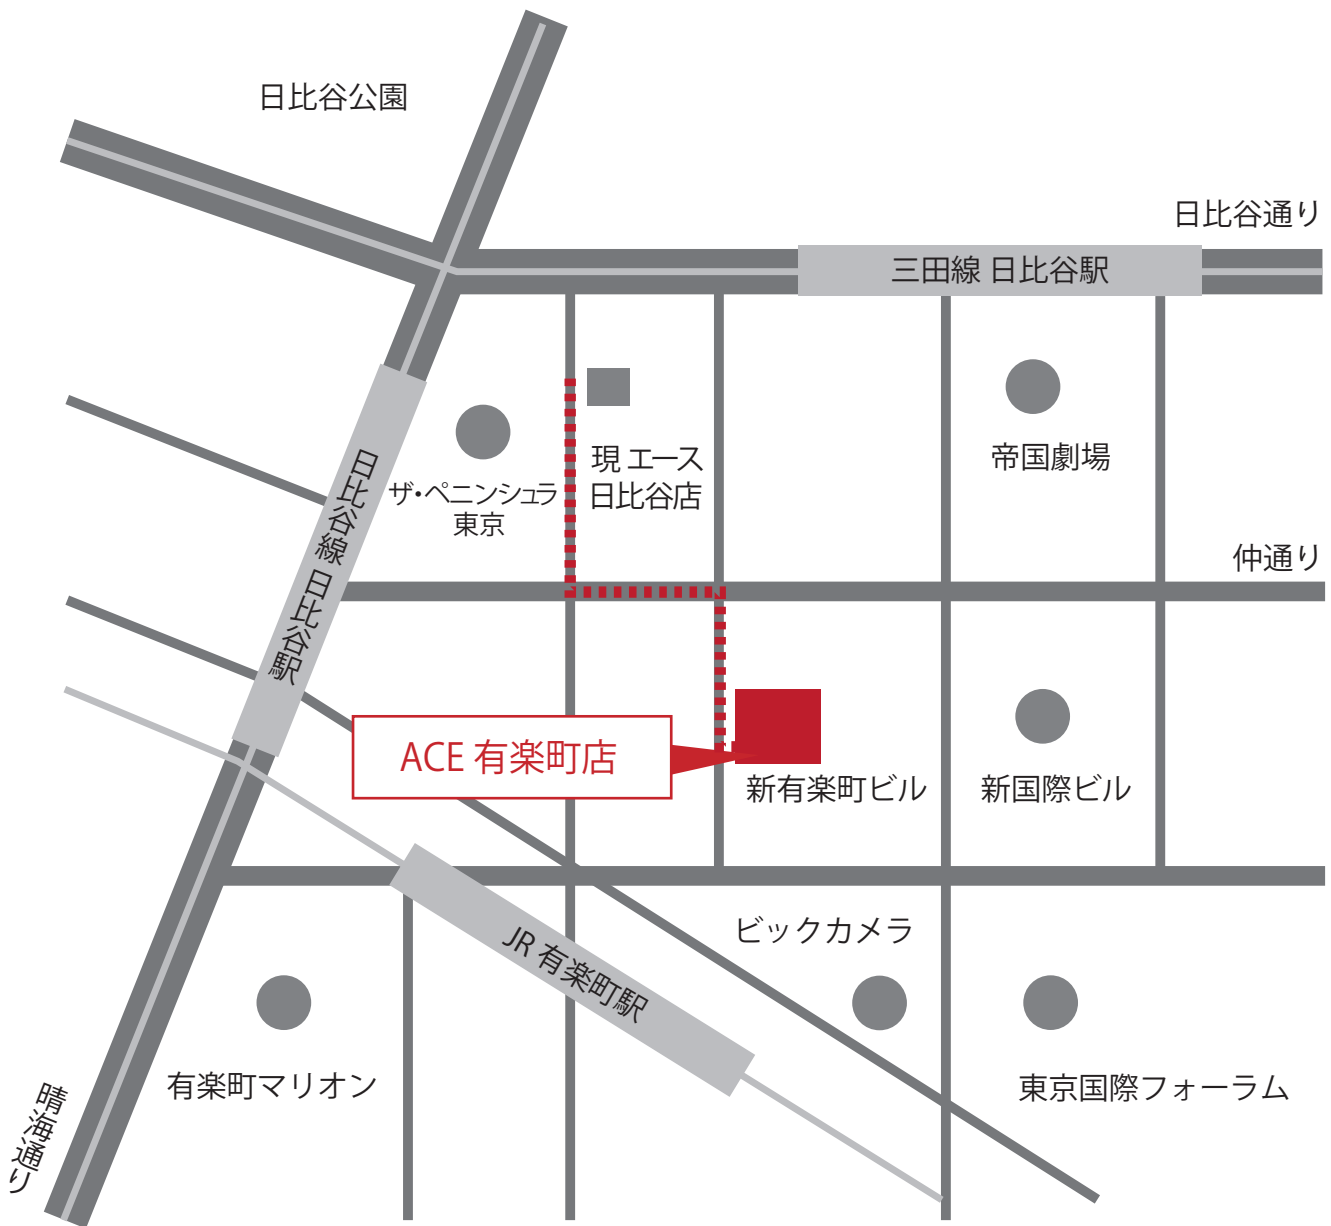 日比谷公園
日比谷通り
三田線 日比谷駅
帝国劇場
現 エース
日比谷店
ザ・ペニンシュラ
東京
日比谷線 日比谷駅
仲通り
ACE 有楽町店
新有楽町ビル
新国際ビル
ビックカメラ
JR 有楽町駅
有楽町マリオン
東京国際フォーラム
晴海通り